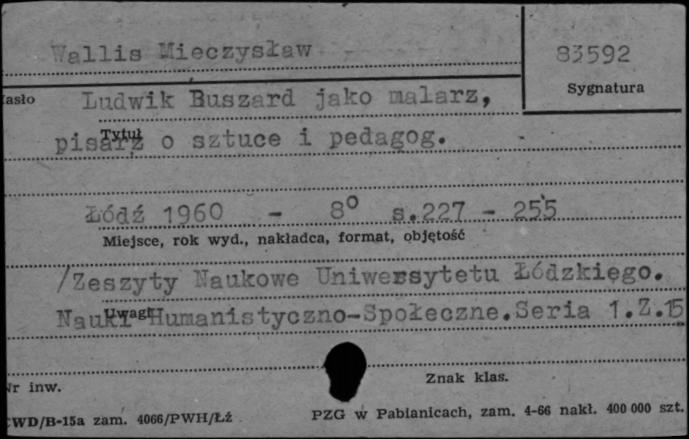 Wallis Mieczysław
83592
Sygnatura
Hasło
Ludwik Buszard jako malarz,
Tytuł
pisarz o sztuce i pedagog.
Łódź 1960 - 8° s.227 - 255
Miejsce, rok wyd., nakładca, format, objętość
/Zeszyty Naukowe Uniwersytetu Łódzkiego.
Uwagi
Nauki Humanistyczno-Społeczne.Seria 1.Z.15
Nr inw.
Znak klas.
CWD/B-15a zam. 4066/PWH/Łż
PZG w Pabianicach, zam. 4-66 nakł. 400 000 szt.